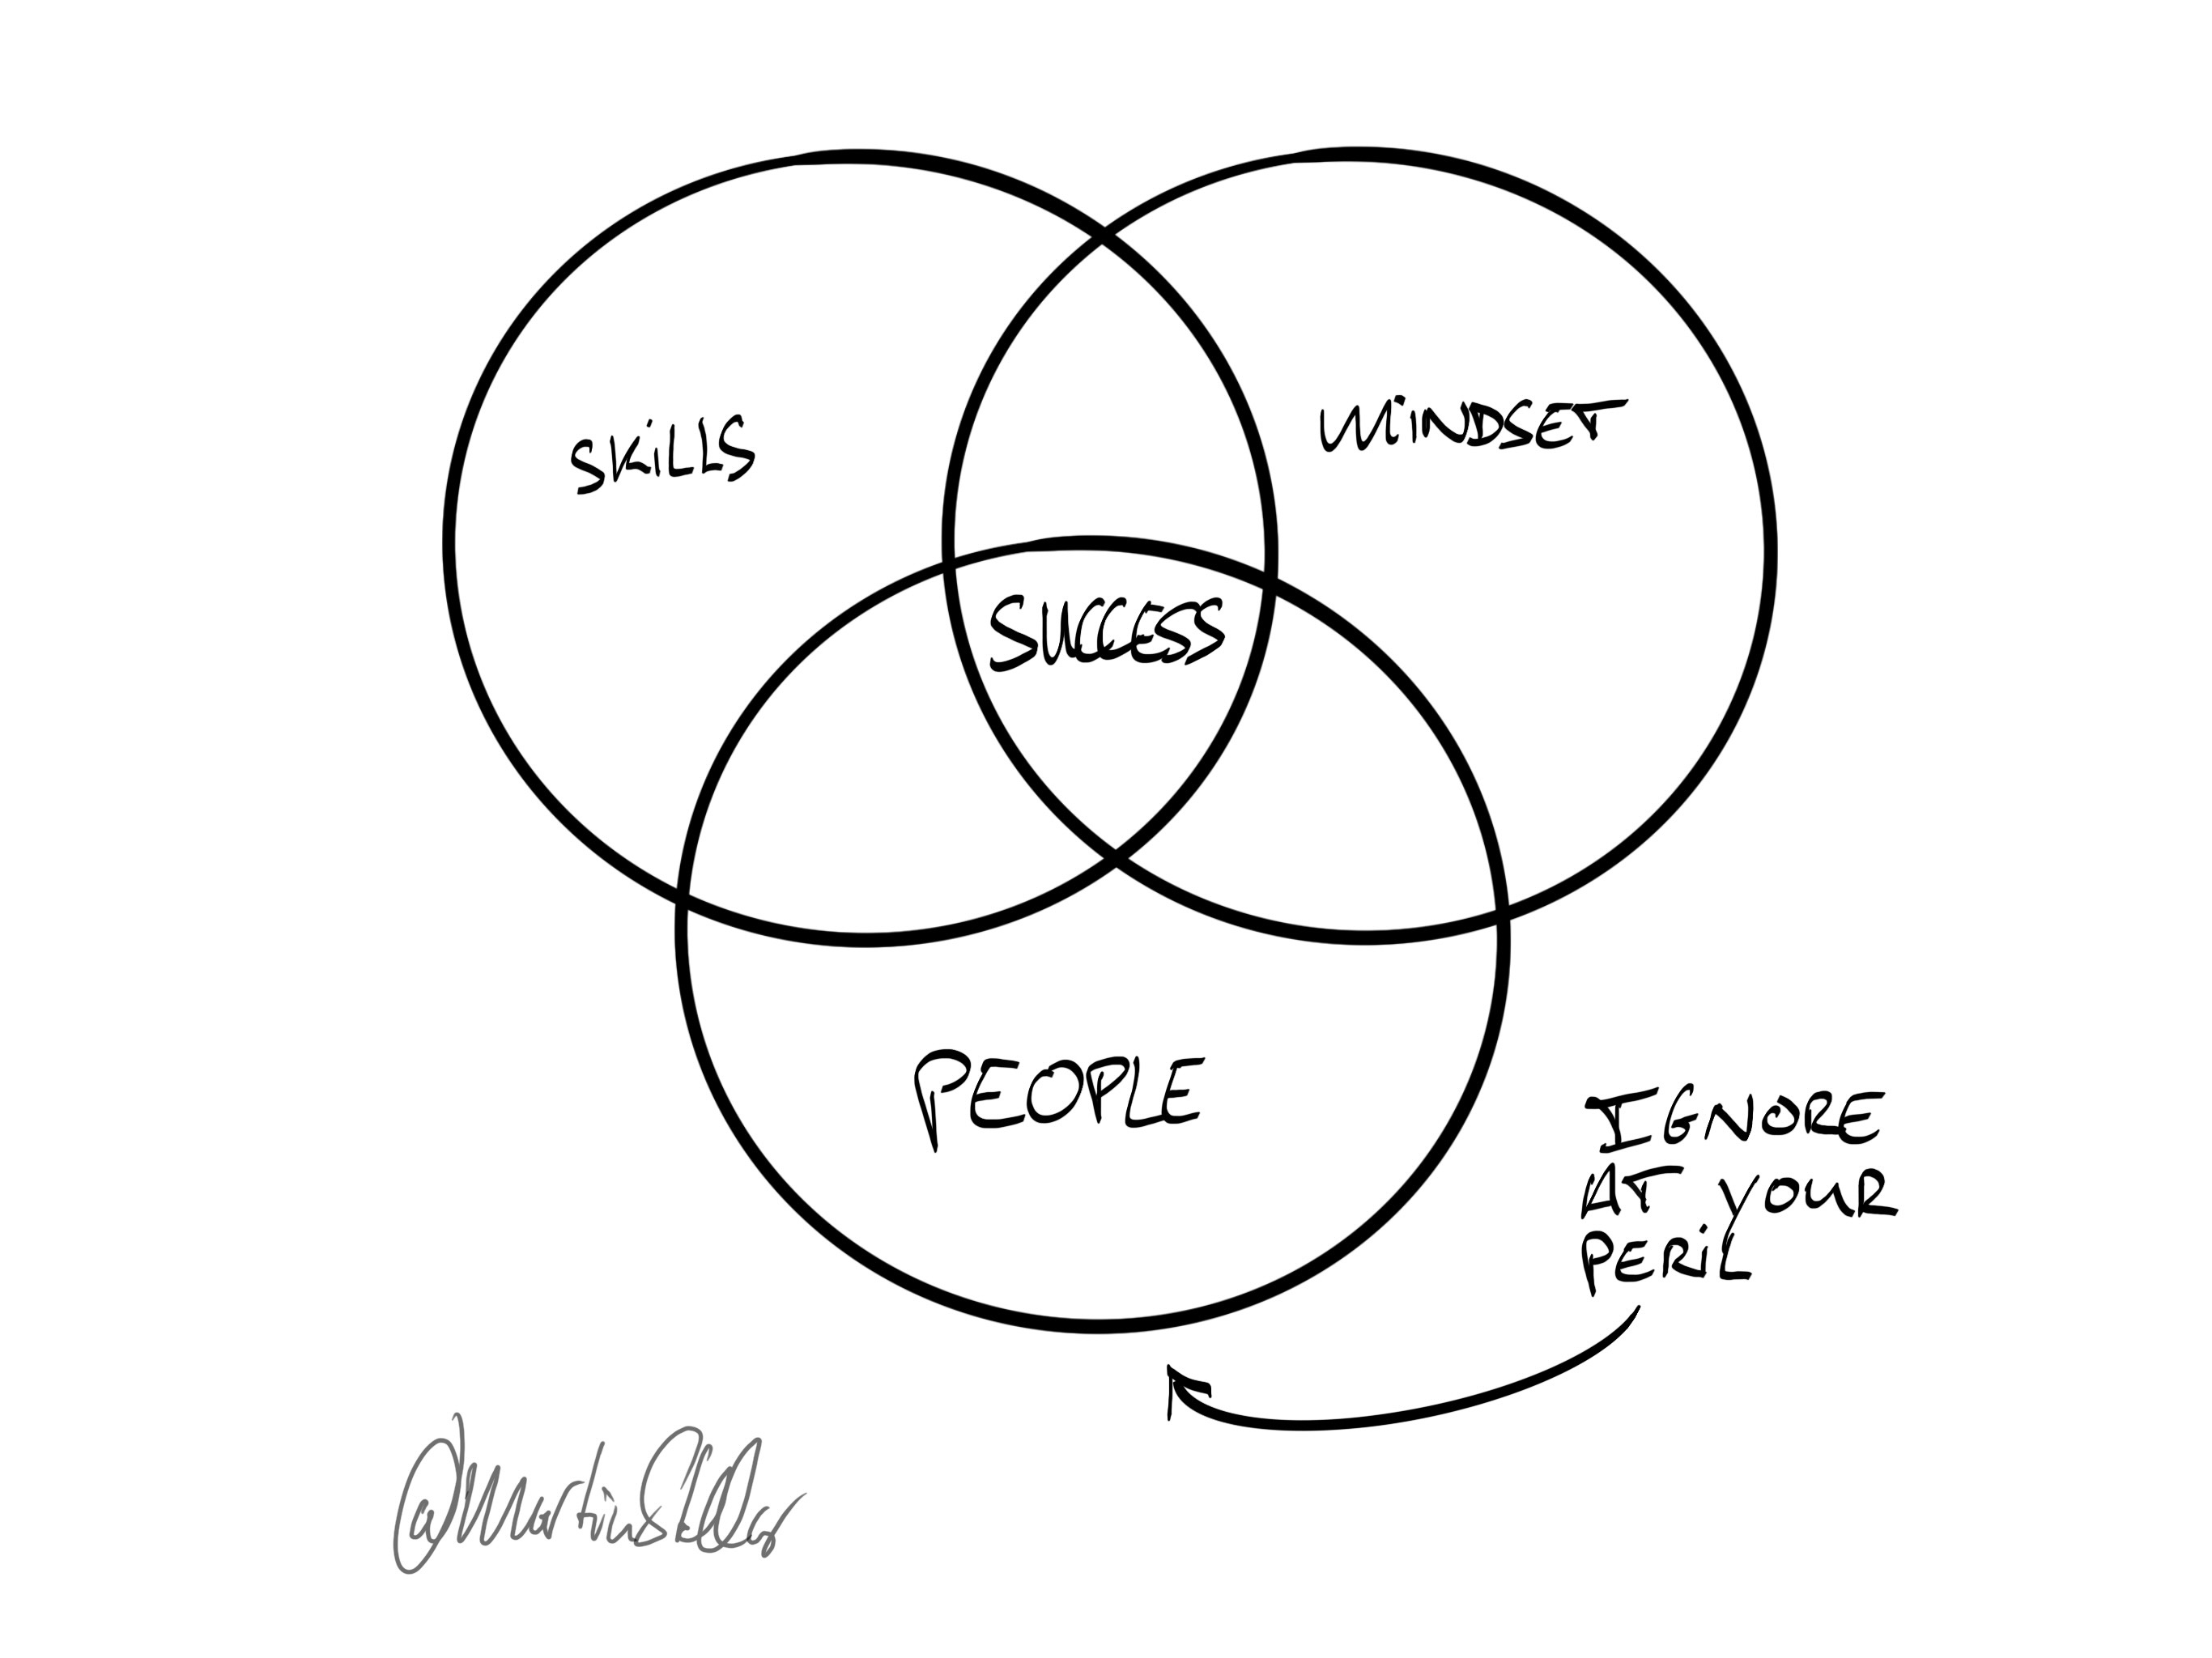 SKILLS
MINDSET
SUCCESS
PEOPLE
IGNORE
AT YOUR
PERIL